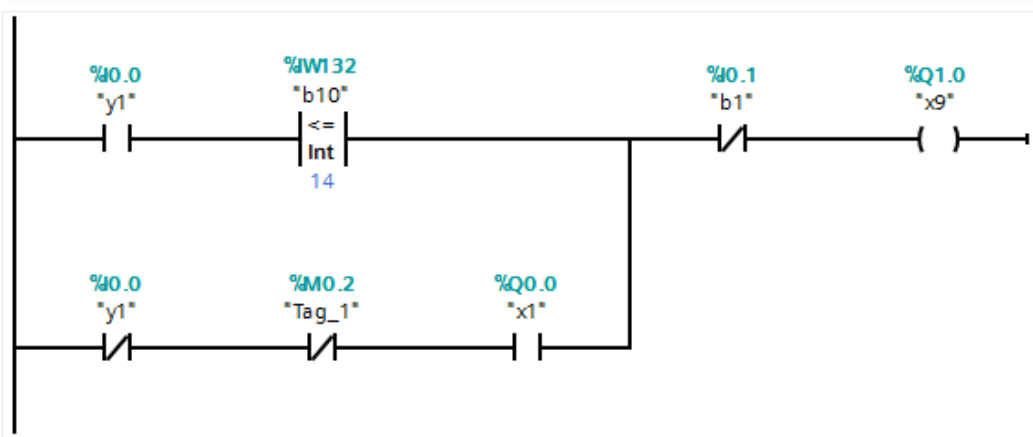 %I0.0
"y1"
%IW132
"b10"
<=
Int
14
%I0.1
"b1"
%Q1.0
"x9"
%I0.0
"y1"
%M0.2
"Tag_1"
%Q0.0
"x1"